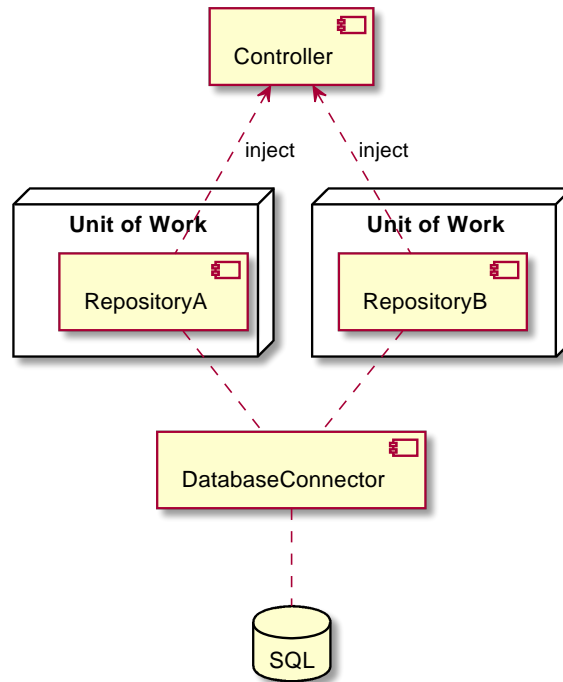 Controller
inject
inject
Unit of Work
Unit of Work
RepositoryA
RepositoryB
DatabaseConnector
SQL